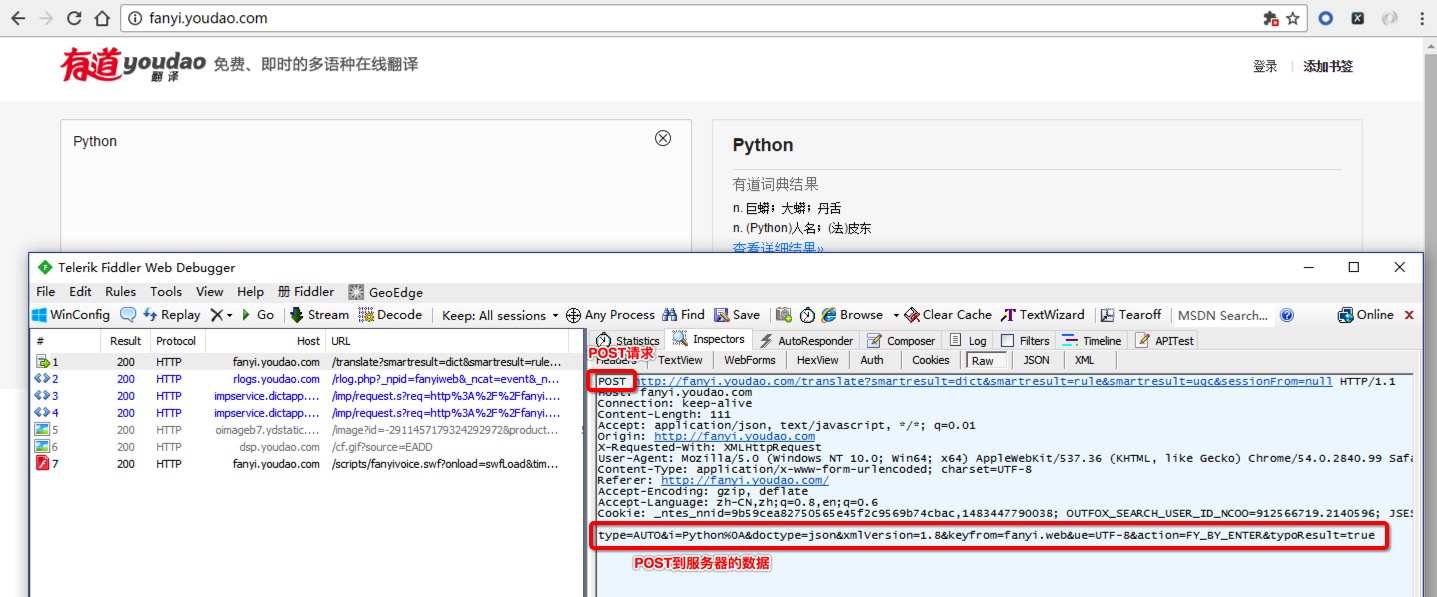 fanyi.youdao.com
有道 youdao 翻译 免费、即时的多语种在线翻译
登录 | 添加书签
Python
Python
有道词典结果
n. 巨蟒；大蟒；丹舌
n. (Python)人名；(法)皮东
查看详细结果»
Telerik Fiddler Web Debugger
File Edit Rules Tools View Help 册 Fiddler GeoEdge
WinConfig Replay Go Stream Decode Keep: All sessions Any Process Find Save Browse Clear Cache TextWizard Tearoff MSDN Search... Online
# Result Protocol Host URL
1 200 HTTP fanyi.youdao.com /translate?smartresult=dict&smartresult=rule...
2 200 HTTP rlogs.youdao.com /rlog.php?_npid=fanyiweb&_ncat=event&_n...
3 200 HTTP impservice.dictapp.... /imp/request.s?req=http%3A%2F%2Ffanyi....
4 200 HTTP impservice.dictapp.... /imp/request.s?req=http%3A%2F%2Ffanyi....
5 200 HTTP oimageb7.ydstatic.... /image?id=-2911457179324292972&product...
6 200 HTTP dsp.youdao.com /cf.gif?source=EADD
7 200 HTTP fanyi.youdao.com /scripts/fanyivoice.swf?onload=swfLoad&tim...
Statistics Inspectors AutoResponder Composer Log Filters Timeline APITest
POST请求
Headers TextView WebForms HexView Auth Cookies Raw JSON XML
POST http://fanyi.youdao.com/translate?smartresult=dict&smartresult=rule&smartresult=ugc&sessionFrom=null HTTP/1.1
Host: fanyi.youdao.com
Connection: keep-alive
Content-Length: 111
Accept: application/json, text/javascript, */*; q=0.01
Origin: http://fanyi.youdao.com
X-Requested-With: XMLHttpRequest
User-Agent: Mozilla/5.0 (Windows NT 10.0; Win64; x64) AppleWebKit/537.36 (KHTML, like Gecko) Chrome/54.0.2840.99 Safa
Content-Type: application/x-www-form-urlencoded; charset=UTF-8
Referer: http://fanyi.youdao.com/
Accept-Encoding: gzip, deflate
Accept-Language: zh-CN,zh;q=0.8,en;q=0.6
Cookie: _ntes_nnid=9b59cea82750565e45f2c9569b74cbac,1483447790038; OUTFOX_SEARCH_USER_ID_NCOO=912566719.2140596; JSES
type=AUTO&i=Python%0A&doctype=json&xmlVersion=1.8&keyfrom=fanyi.web&ue=UTF-8&action=FY_BY_ENTER&typoResult=true
POST到服务器的数据